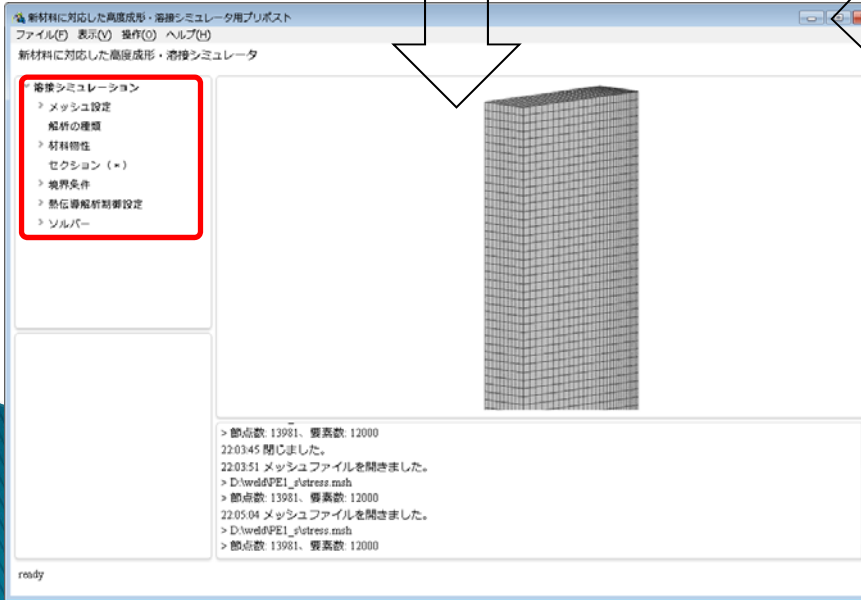 新材料に対応した高度成形・溶接シミュレータ用プリポスト
ファイル(F) 表示(V) 操作(O) ヘルプ(H)
新材料に対応した高度成形・溶接シミュレータ
溶接シミュレーション
メッシュ設定
解析の種類
材料物性
セクション (*)
境界条件
熱伝導解析制御設定
ソルバー
> 節点数: 13981、要素数: 12000
22:03:45 閉じました。
22:03:51 メッシュファイルを開きました。
> D:\weld\PE1_s\stress.msh
> 節点数: 13981、要素数: 12000
22:05:04 メッシュファイルを開きました。
> D:\weld\PE1_s\stress.msh
> 節点数: 13981、要素数: 12000
ready